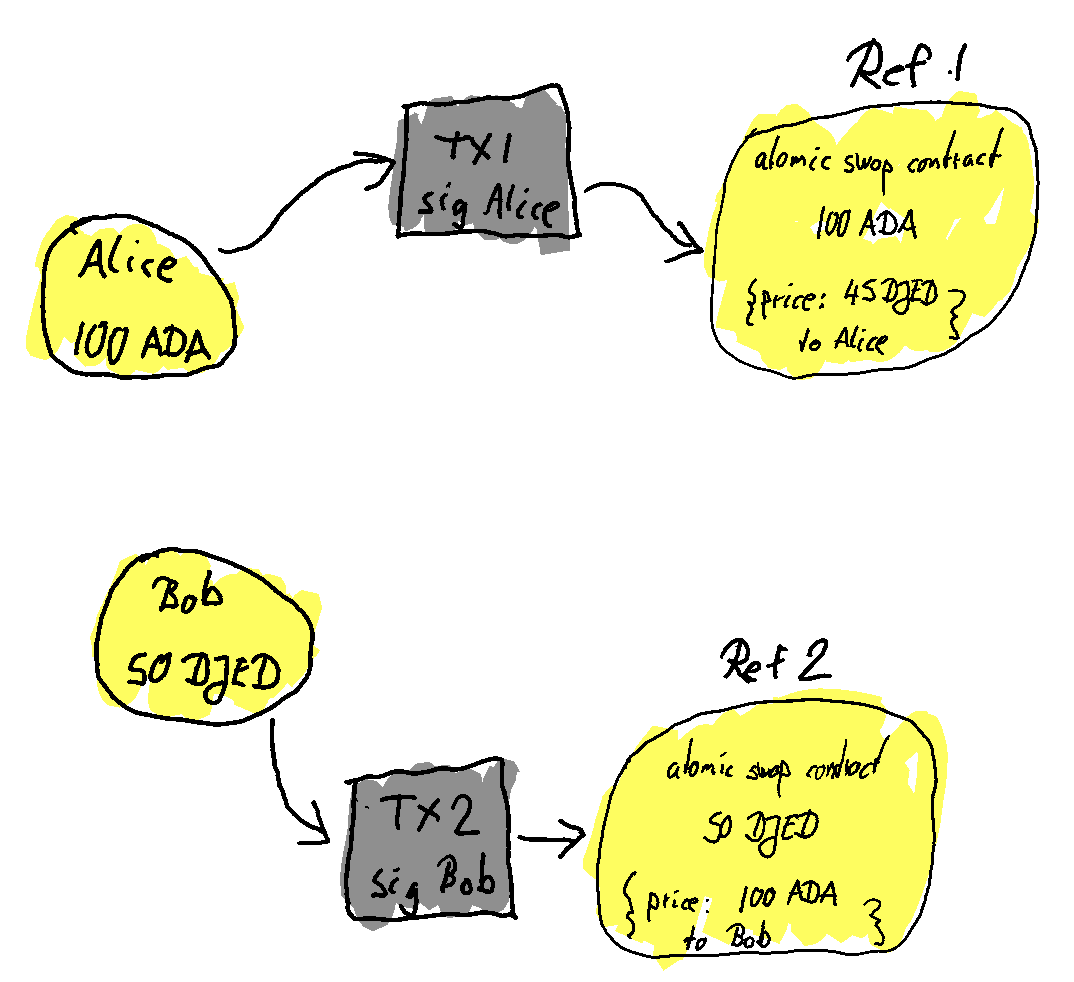 Ref 1
TX1
sig Alice
atomic swap contract
100 ADA
{price: 45 DJED}
to Alice
Alice
100 ADA
Bob
50 DJED
Ref 2
TX2
sig Bob
atomic swap contract
50 DJED
{price: 100 ADA}
to Bob